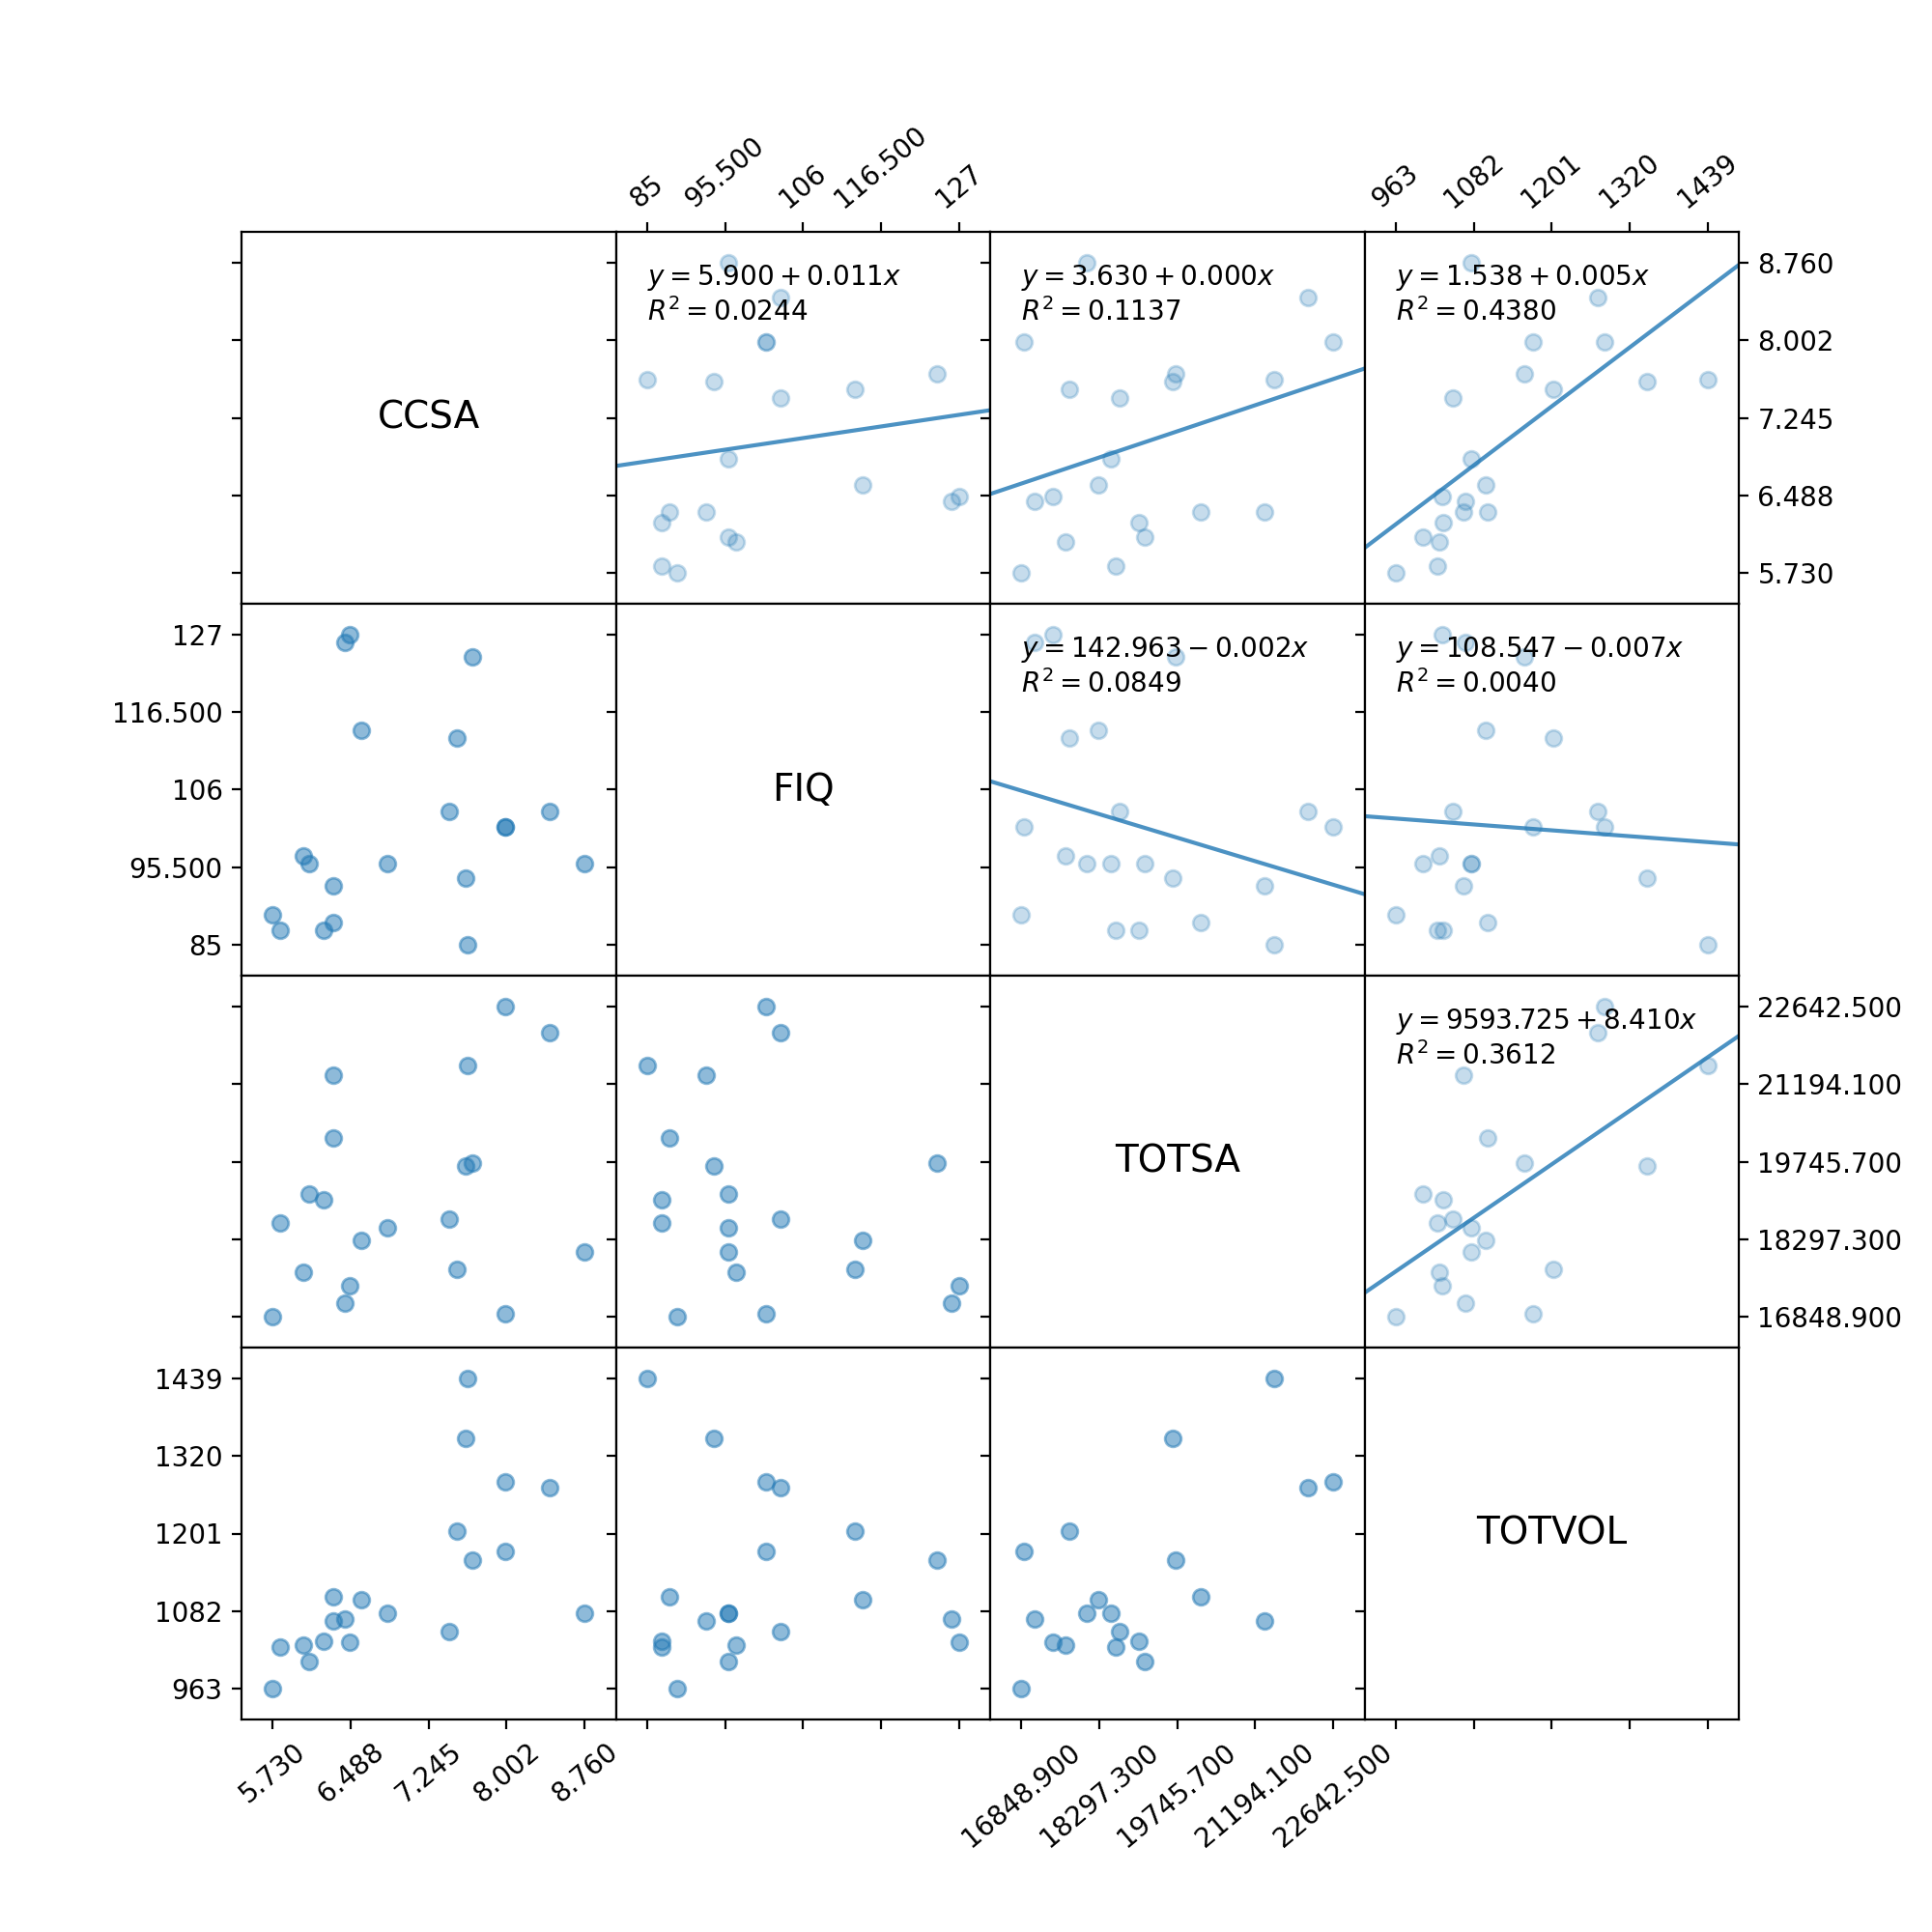 85 95.500 106 116.500 127 963 1082 1201 1320 1439
y = 5.900 + 0.011x
R² = 0.0244
y = 3.630 + 0.000x
R² = 0.1137
y = 1.538 + 0.005x
R² = 0.4380
8.760
8.002
7.245
6.488
5.730
CCSA
127
116.500
106
95.500
85
FIQ
y = 142.963 − 0.002x
R² = 0.0849
y = 108.547 − 0.007x
R² = 0.0040
TOTSA
y = 9593.725 + 8.410x
R² = 0.3612
22642.500
21194.100
19745.700
18297.300
16848.900
1439
1320
1201
1082
963
TOTVOL
5.730 6.488 7.245 8.002 8.760 16848.900 18297.300 19745.700 21194.100 22642.500